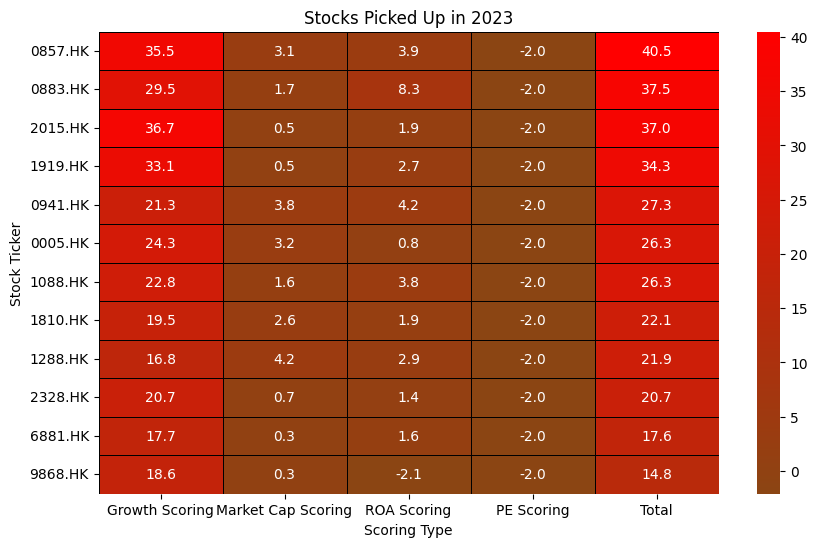 Stocks Picked Up in 2023
0857.HK 35.5 3.1 3.9 -2.0 40.5
0883.HK 29.5 1.7 8.3 -2.0 37.5
2015.HK 36.7 0.5 1.9 -2.0 37.0
1919.HK 33.1 0.5 2.7 -2.0 34.3
0941.HK 21.3 3.8 4.2 -2.0 27.3
0005.HK 24.3 3.2 0.8 -2.0 26.3
1088.HK 22.8 1.6 3.8 -2.0 26.3
1810.HK 19.5 2.6 1.9 -2.0 22.1
1288.HK 16.8 4.2 2.9 -2.0 21.9
2328.HK 20.7 0.7 1.4 -2.0 20.7
6881.HK 17.7 0.3 1.6 -2.0 17.6
9868.HK 18.6 0.3 -2.1 -2.0 14.8
Growth Scoring Market Cap Scoring ROA Scoring PE Scoring Total
Scoring Type
Stock Ticker
40
35
30
25
20
15
10
5
0